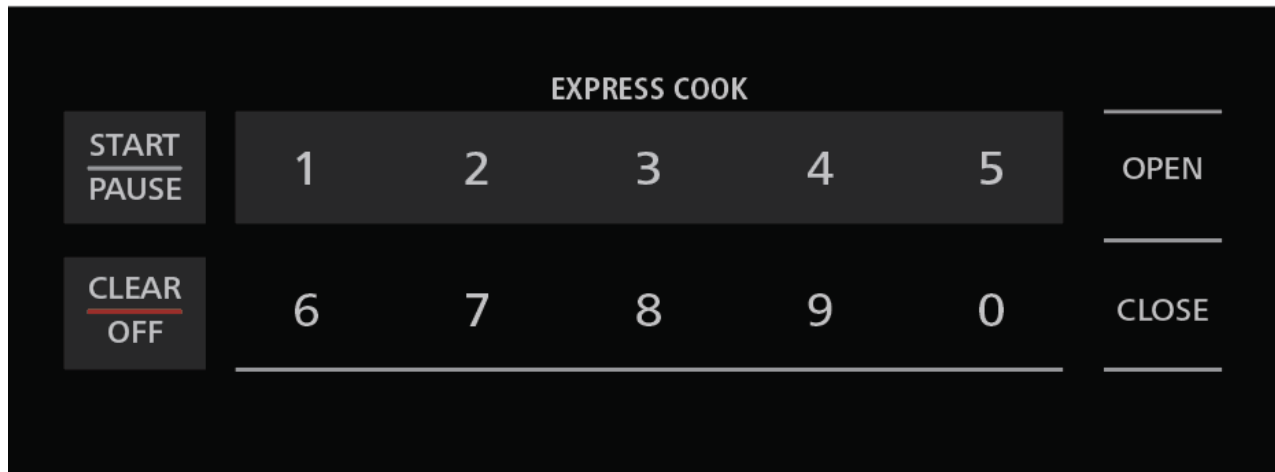 EXPRESS COOK
START
PAUSE
1 2 3 4 5
OPEN
CLEAR
OFF
6 7 8 9 0
CLOSE